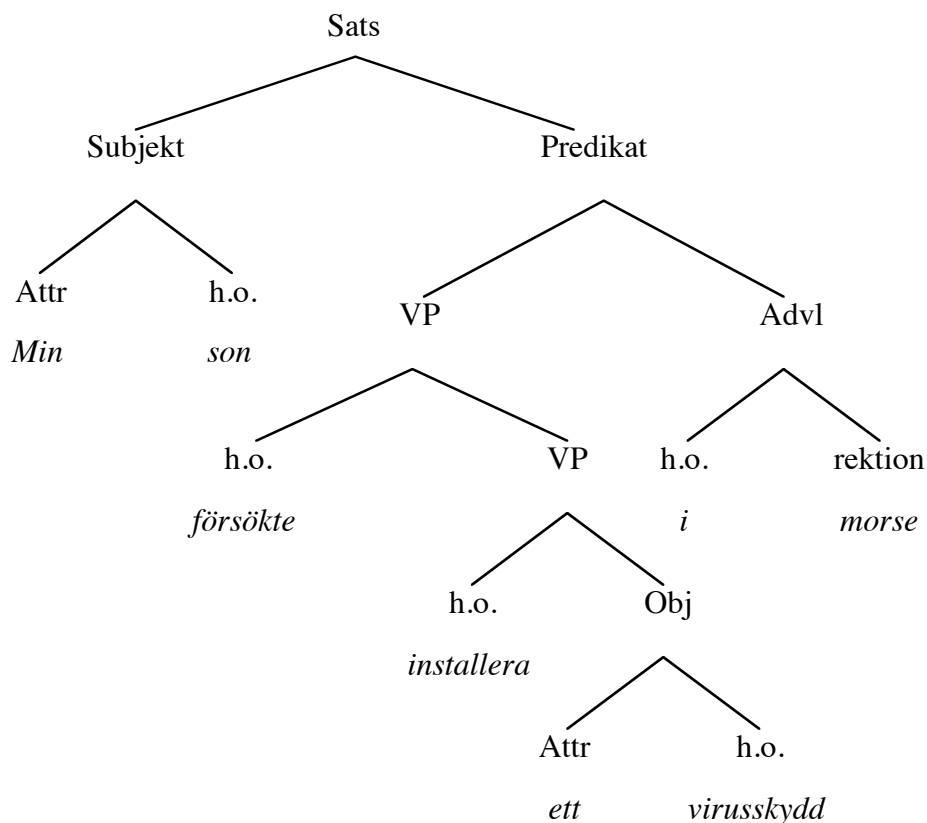 Sats
Subjekt Predikat
Attr h.o. VP Advl
Min son
h.o. VP h.o. rektion
försökte i morse
h.o. Obj
installera
Attr h.o.
ett virusskydd